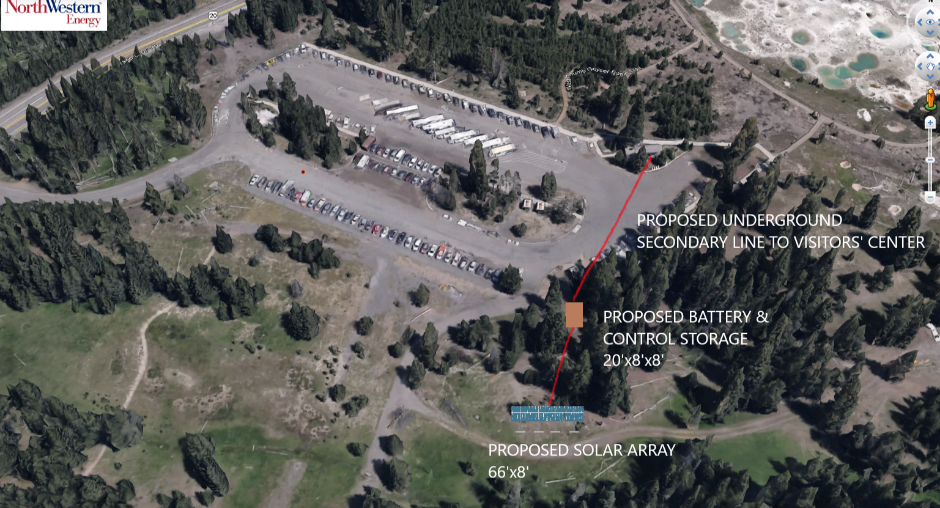 NorthWestern
Energy
20
PROPOSED UNDERGROUND
SECONDARY LINE TO VISITORS' CENTER
PROPOSED BATTERY &
CONTROL STORAGE
20'x8'x8'
PROPOSED SOLAR ARRAY
66'x8'